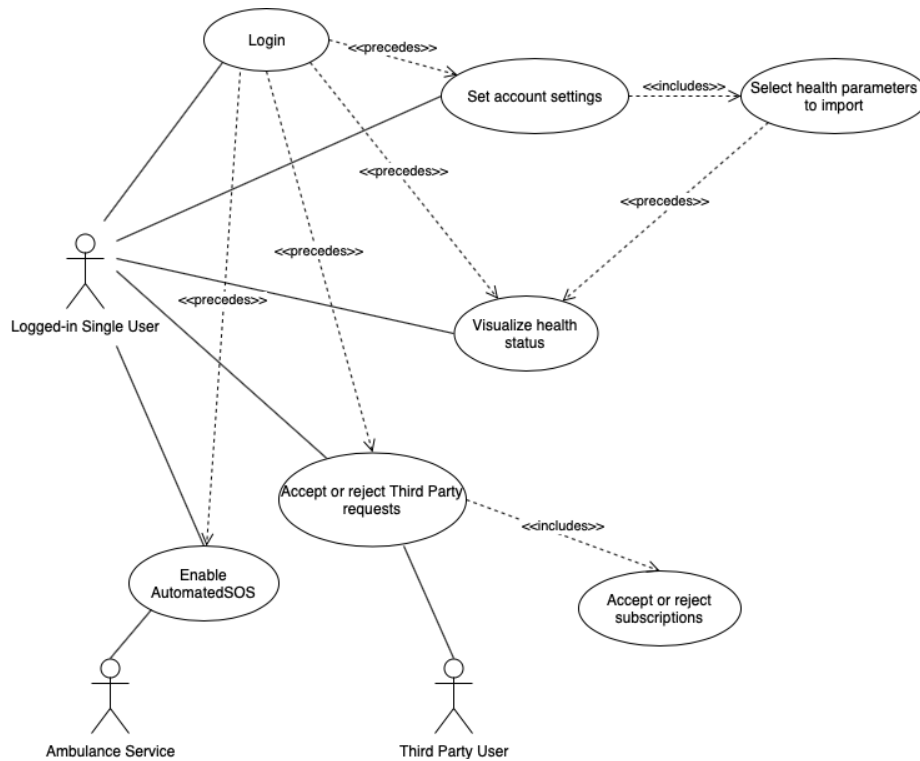 Login
<<precedes>>
Set account settings
<<includes>>
Select health parameters
to import
<<precedes>>
<<precedes>>
<<precedes>>
<<precedes>>
Logged-in Single User
Visualize health
status
Accept or reject Third Party
requests
<<includes>>
Enable
AutomatedSOS
Accept or reject
subscriptions
Ambulance Service
Third Party User